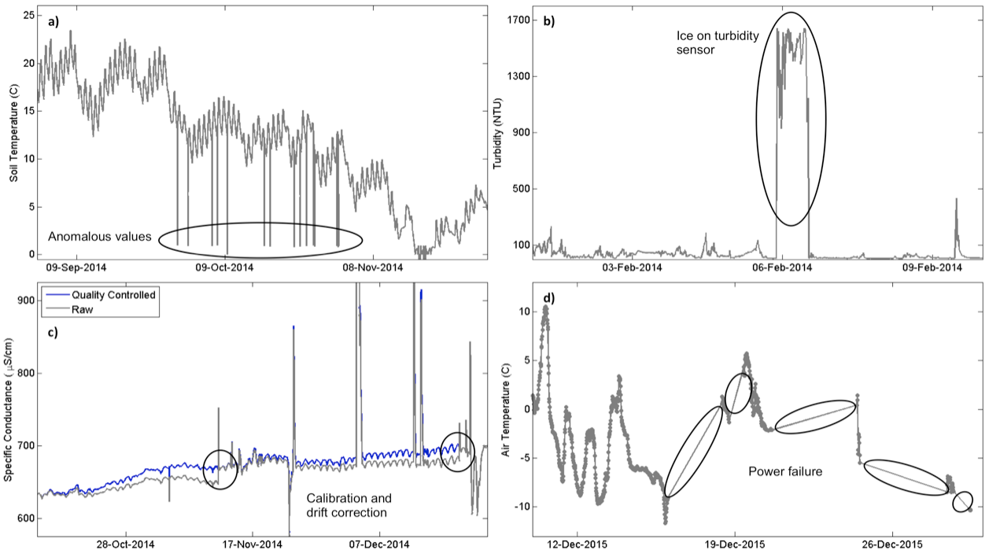 a)
25
20
15
10
5
0
Soil Temperature (C)
Anomalous values
09-Sep-2014
09-Oct-2014
08-Nov-2014
b)
1700
1300
900
500
100
Turbidity (NTU)
Ice on turbidity
sensor
03-Feb-2014
06-Feb-2014
09-Feb-2014
Quality Controlled
Raw
c)
900
800
700
600
Specific Conductance (μS/cm)
Calibration and
drift correction
28-Oct-2014
17-Nov-2014
07-Dec-2014
d)
10
5
0
-5
-10
Air Temperature (C)
Power failure
12-Dec-2015
19-Dec-2015
26-Dec-2015